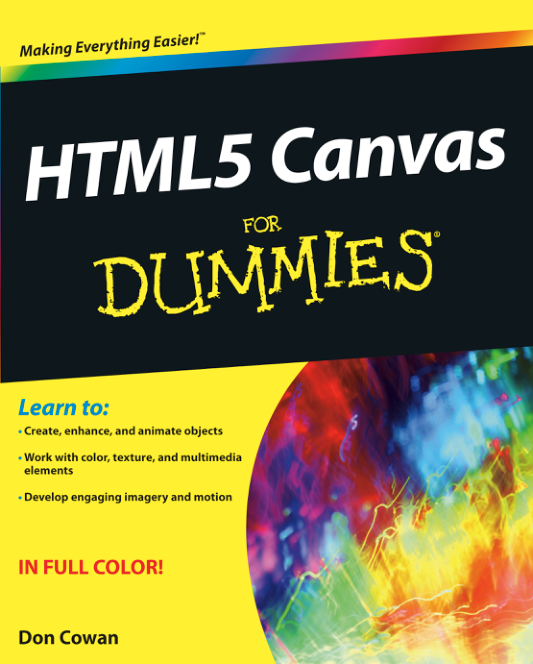 Making Everything Easier!™
HTML5 Canvas
FOR
DUMMIES®
Learn to:
• Create, enhance, and animate objects
• Work with color, texture, and multimedia
elements
• Develop engaging imagery and motion
IN FULL COLOR!
Don Cowan